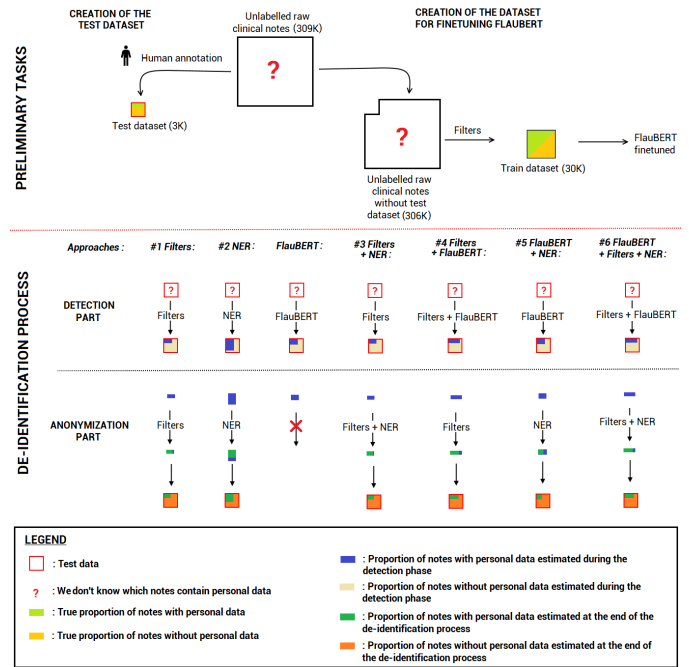 CREATION OF THE
TEST DATASET
Unlabelled raw
clinical notes (309K)
CREATION OF THE DATASET
FOR FINETUNING FLAUBERT
PRELIMINARY TASKS
Human annotation
?
Test dataset (3K)
?
Filters
FlauBERT
finetuned
Train dataset (30K)
Unlabelled raw
clinical notes
without test
dataset (306K)
DE-IDENTIFICATION PROCESS
Approaches :
#1 Filters:
#2 NER:
FlauBERT:
#3 Filters
+ NER:
#4 Filters
+ FlauBERT:
#5 FlauBERT
+ NER:
#6 FlauBERT
+ Filters + NER:
? ? ? ? ? ? ?
DETECTION
PART
Filters
NER
FlauBERT
Filters
Filters + FlauBERT
FlauBERT
Filters + FlauBERT
ANONYMIZATION
PART
Filters
NER
Filters + NER
Filters
NER
Filters + NER
LEGEND
: Test data
? : We don't know which notes contain personal data
: True proportion of notes with personal data
: True proportion of notes without personal data
: Proportion of notes with personal data estimated during the
detection phase
: Proportion of notes without personal data estimated during the
detection phase
: Proportion of notes with personal data estimated at the end of the
de-identification process
: Proportion of notes without personal data estimated at the end of
the de-identification process